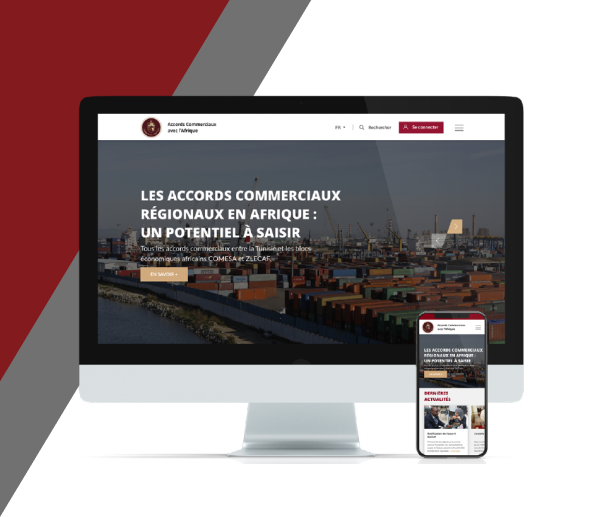 Accords Commerciaux
avec l'Afrique
FR
Rechercher
Se connecter
LES ACCORDS COMMERCIAUX
RÉGIONAUX EN AFRIQUE :
UN POTENTIEL À SAISIR
Tous les accords commerciaux entre la Tunisie et les blocs
économiques africains COMESA et ZLECAF.
EN SAVOIR +
Accords Commerciaux
avec l'Afrique
LES ACCORDS COMMERCIAUX
RÉGIONAUX EN AFRIQUE :
UN POTENTIEL À SAISIR
DERNIÈRES
ACTUALITÉS